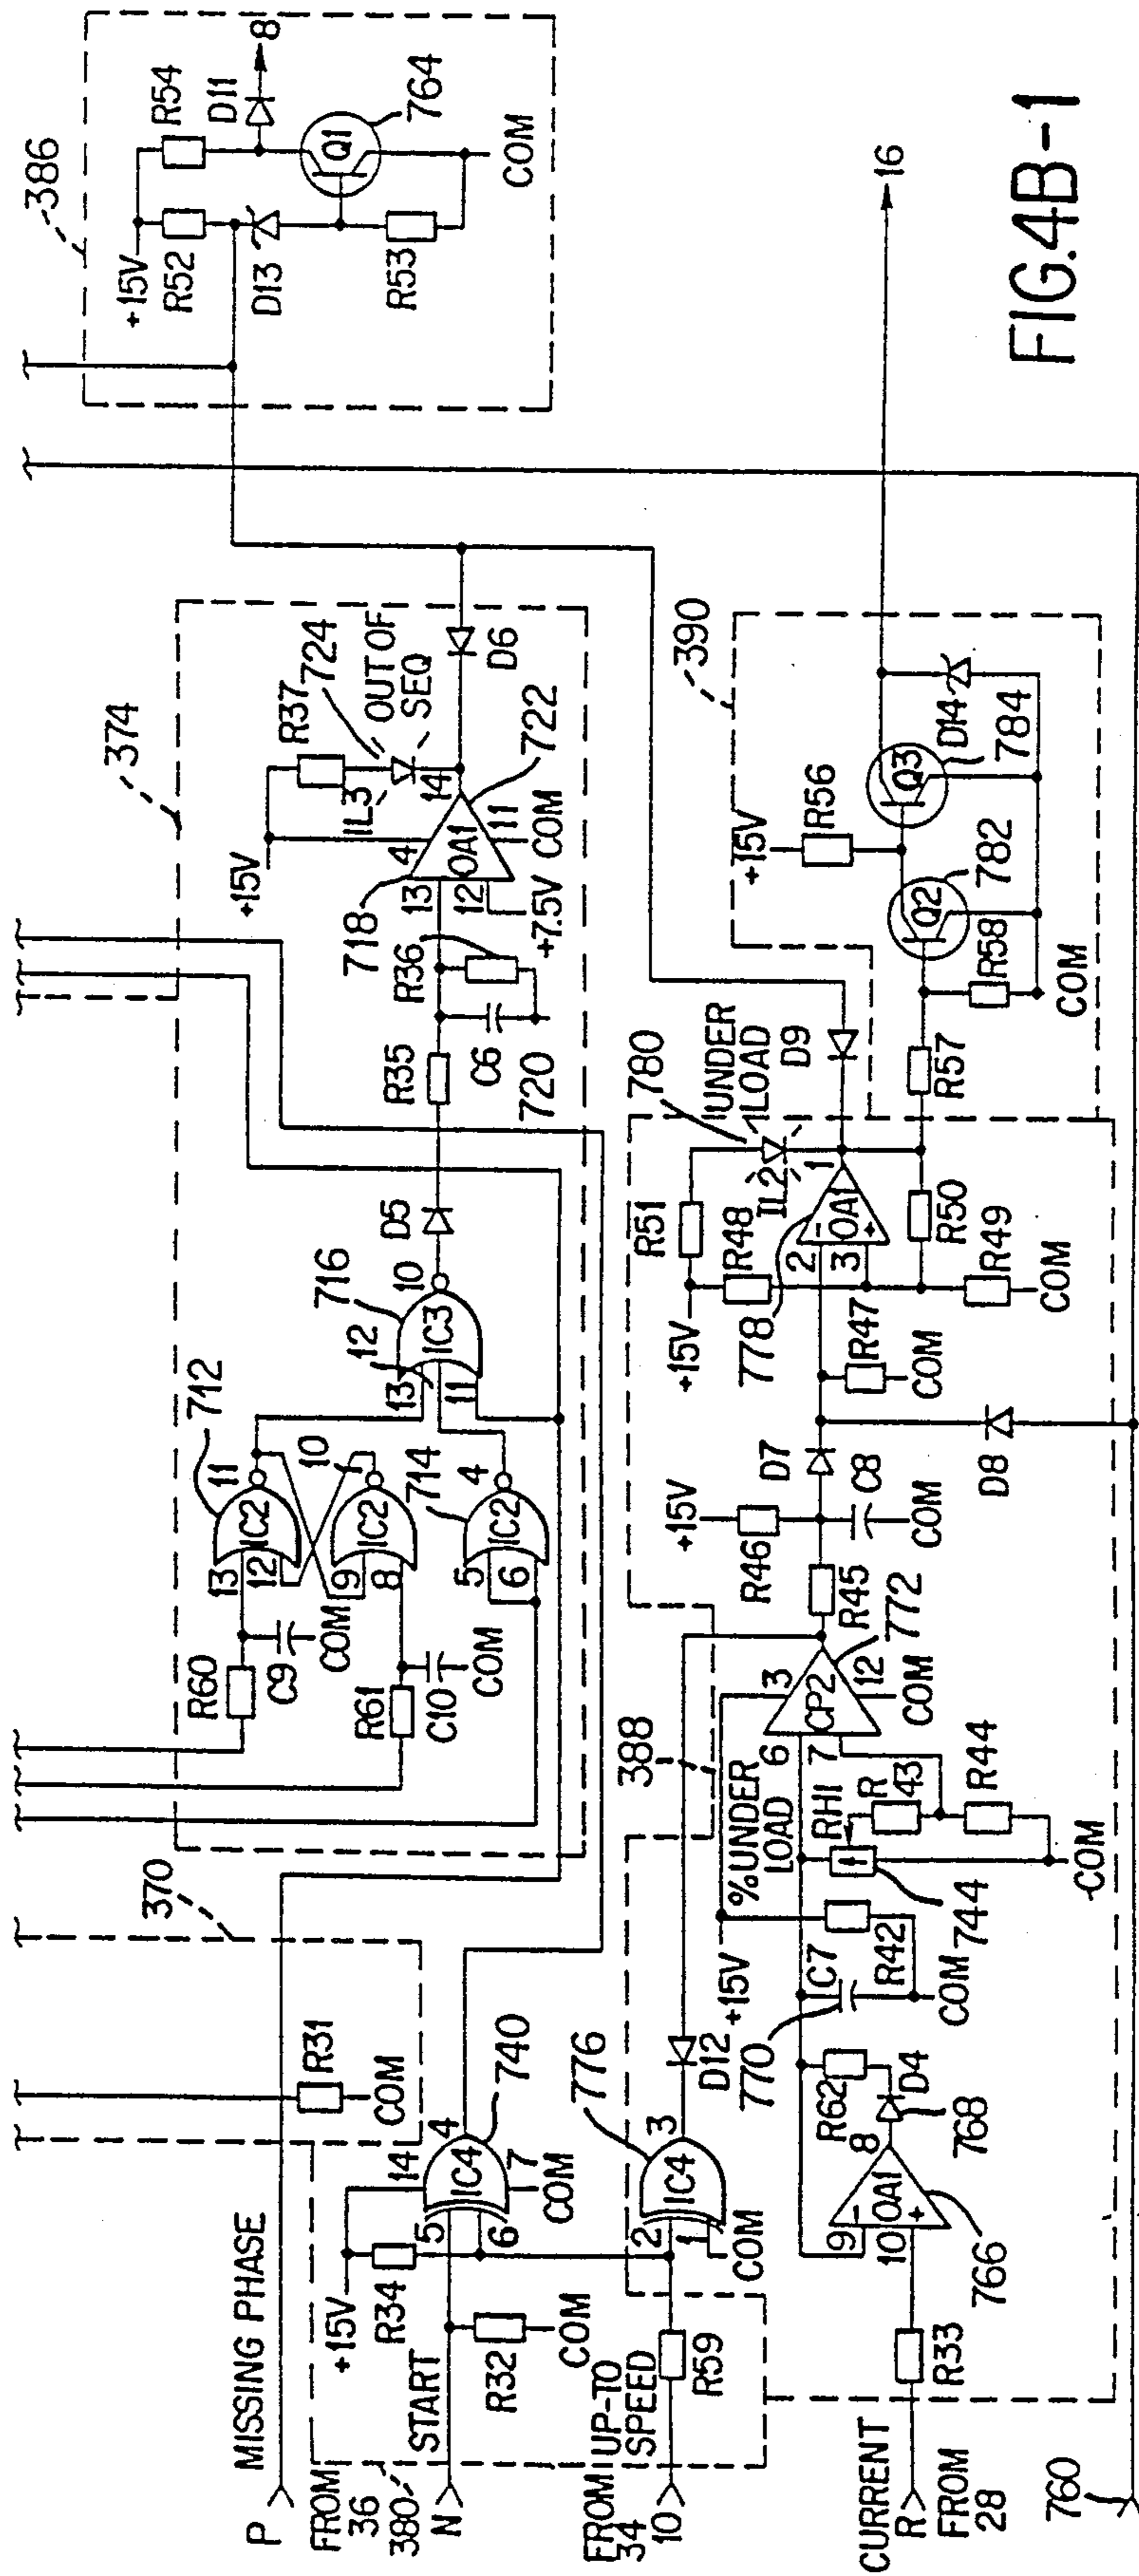 386
+15V
R54
R52
D11
8
D13
Q1
764
R53
COM
374
712
13
11
IC2
12
10
9
IC2
8
714
4
5
IC2
6
R60
C9
COM
R61
C10
COM
716
12
10
13
IC3
11
D5
R35
C6
720
R36
718
+15V
R37
724
IL3
OUT OF
SEQ
4
14
13
OA1
12
11
COM
+7.5V
722
D6
370
R31
COM
P
MISSING PHASE
FROM
36
380
N
START
+15V
R34
R32
COM
14
5
IC4
4
6
7
COM
740
FROM
34
10
UP-TO
SPEED
R59
776
2
IC4
3
1
COM
D12
388
CURRENT
R
FROM
28
R33
9
-
OA1
8
10
+
766
R62
D4
768
770
C7
+15V
R42
COM
% UNDER
LOAD
RH1
744
R
43
R44
COM
3
6
CP2
7
12
COM
772
R45
+15V
R46
C8
COM
D7
D8
R47
COM
+15V
R51
R48
780
UNDER
LOAD
IL2
778
2
-
OA1
1
3
+
R50
R49
COM
D9
390
R57
R58
COM
+15V
R56
Q2
782
Q3
D14
784
16
760
FIG.4B-1